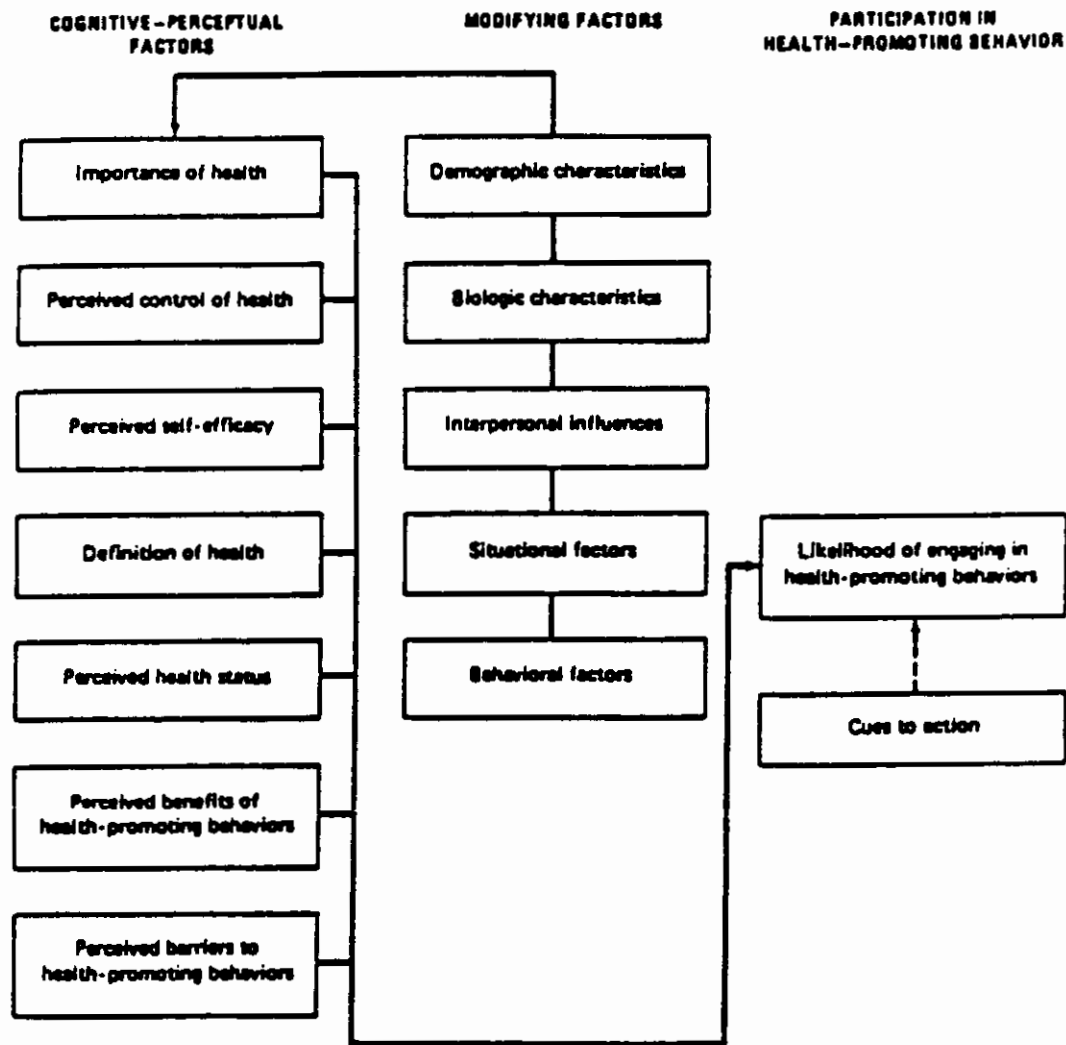 COGNITIVE-PERCEPTUAL
FACTORS
MODIFYING FACTORS
PARTICIPATION IN
HEALTH-PROMOTING BEHAVIOR
Importance of health
Perceived control of health
Perceived self-efficacy
Definition of health
Perceived health status
Perceived benefits of
health-promoting behaviors
Perceived barriers to
health-promoting behaviors
Demographic characteristics
Biologic characteristics
Interpersonal influences
Situational factors
Behavioral factors
Likelihood of engaging in
health-promoting behaviors
Cues to action